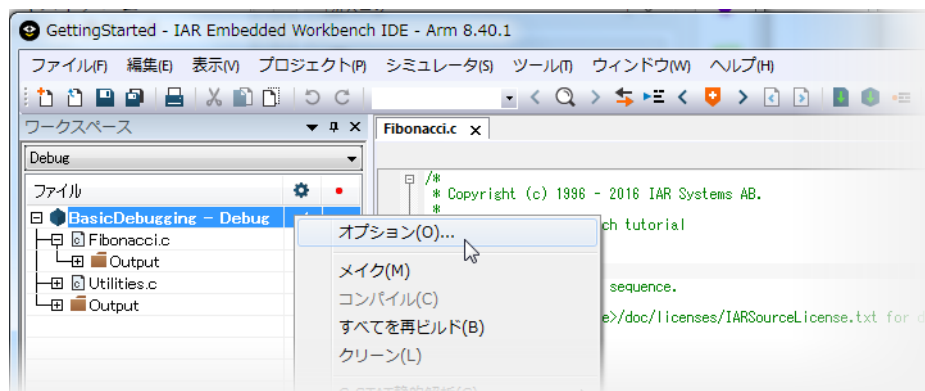 GettingStarted - IAR Embedded Workbench IDE - Arm 8.40.1
ファイル(F) 編集(E) 表示(V) プロジェクト(P) シミュレータ(S) ツール(T) ウィンドウ(W) ヘルプ(H)
ワークスペース
Fibonacci.c
Debug
ファイル
/*
* Copyright (c) 1996 - 2016 IAR Systems AB.
*
BasicDebugging - Debug
ch tutorial
Fibonacci.c
Output
Utilities.c
sequence.
Output
e>/doc/licenses/IARSourceLicense.txt for d
オプション(O)...
メイク(M)
コンパイル(C)
すべてを再ビルド(B)
クリーン(L)